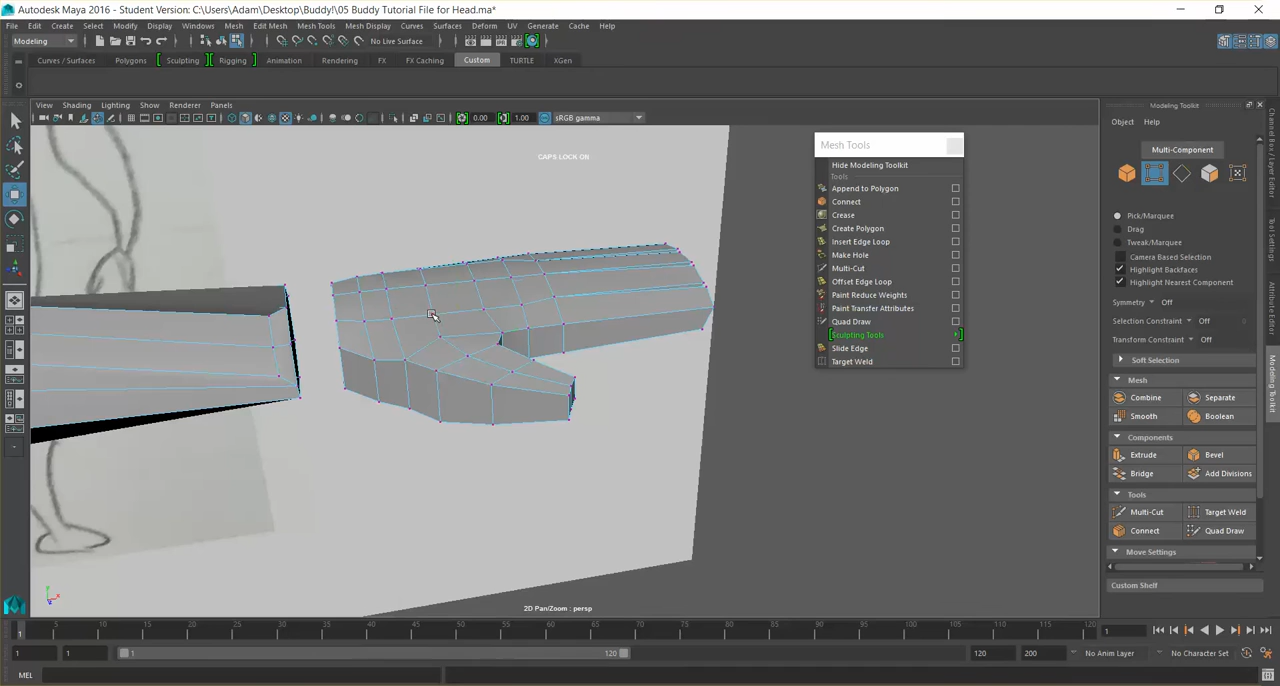 Autodesk Maya 2016 - Student Version: C:\Users\Adam\Desktop\Buddy!\05 Buddy Tutorial File for Head.ma*
File Edit Create Select Modify Display Windows Mesh Edit Mesh Mesh Tools Mesh Display Curves Surfaces Deform UV Generate Cache Help
Modeling No Live Surface
Curves / Surfaces Polygons Sculpting Rigging Animation Rendering FX FX Caching Custom TURTLE XGen
View Shading Lighting Show Renderer Panels
0.00 1.00 sRGB gamma
CAPS LOCK ON
2D Pan/Zoom : persp
Mesh Tools
Hide Modeling Toolkit
Tools
Append to Polygon
Connect
Crease
Create Polygon
Insert Edge Loop
Make Hole
Multi-Cut
Offset Edge Loop
Paint Reduce Weights
Paint Transfer Attributes
Quad Draw
Sculpting Tools
Slide Edge
Target Weld
Modeling Toolkit
Object Help
Multi-Component
Pick/Marquee
Drag
Tweak/Marquee
Camera Based Selection
Highlight Backfaces
Highlight Nearest Component
Symmetry Off
Selection Constraint Off
Transform Constraint Off
Soft Selection
Mesh
Combine Separate
Smooth Boolean
Components
Extrude Bevel
Bridge Add Divisions
Tools
Multi-Cut Target Weld
Connect Quad Draw
Move Settings
Custom Shelf
Channel Box / Layer Editor
Tool Settings
Modeling Toolkit
1 5 10 15 20 25 30 35 40 45 50 55 60 65 70 75 80 85 90 95 100 105 110 115 120 1
1 1 1 120 120 200 No Anim Layer No Character Set
MEL